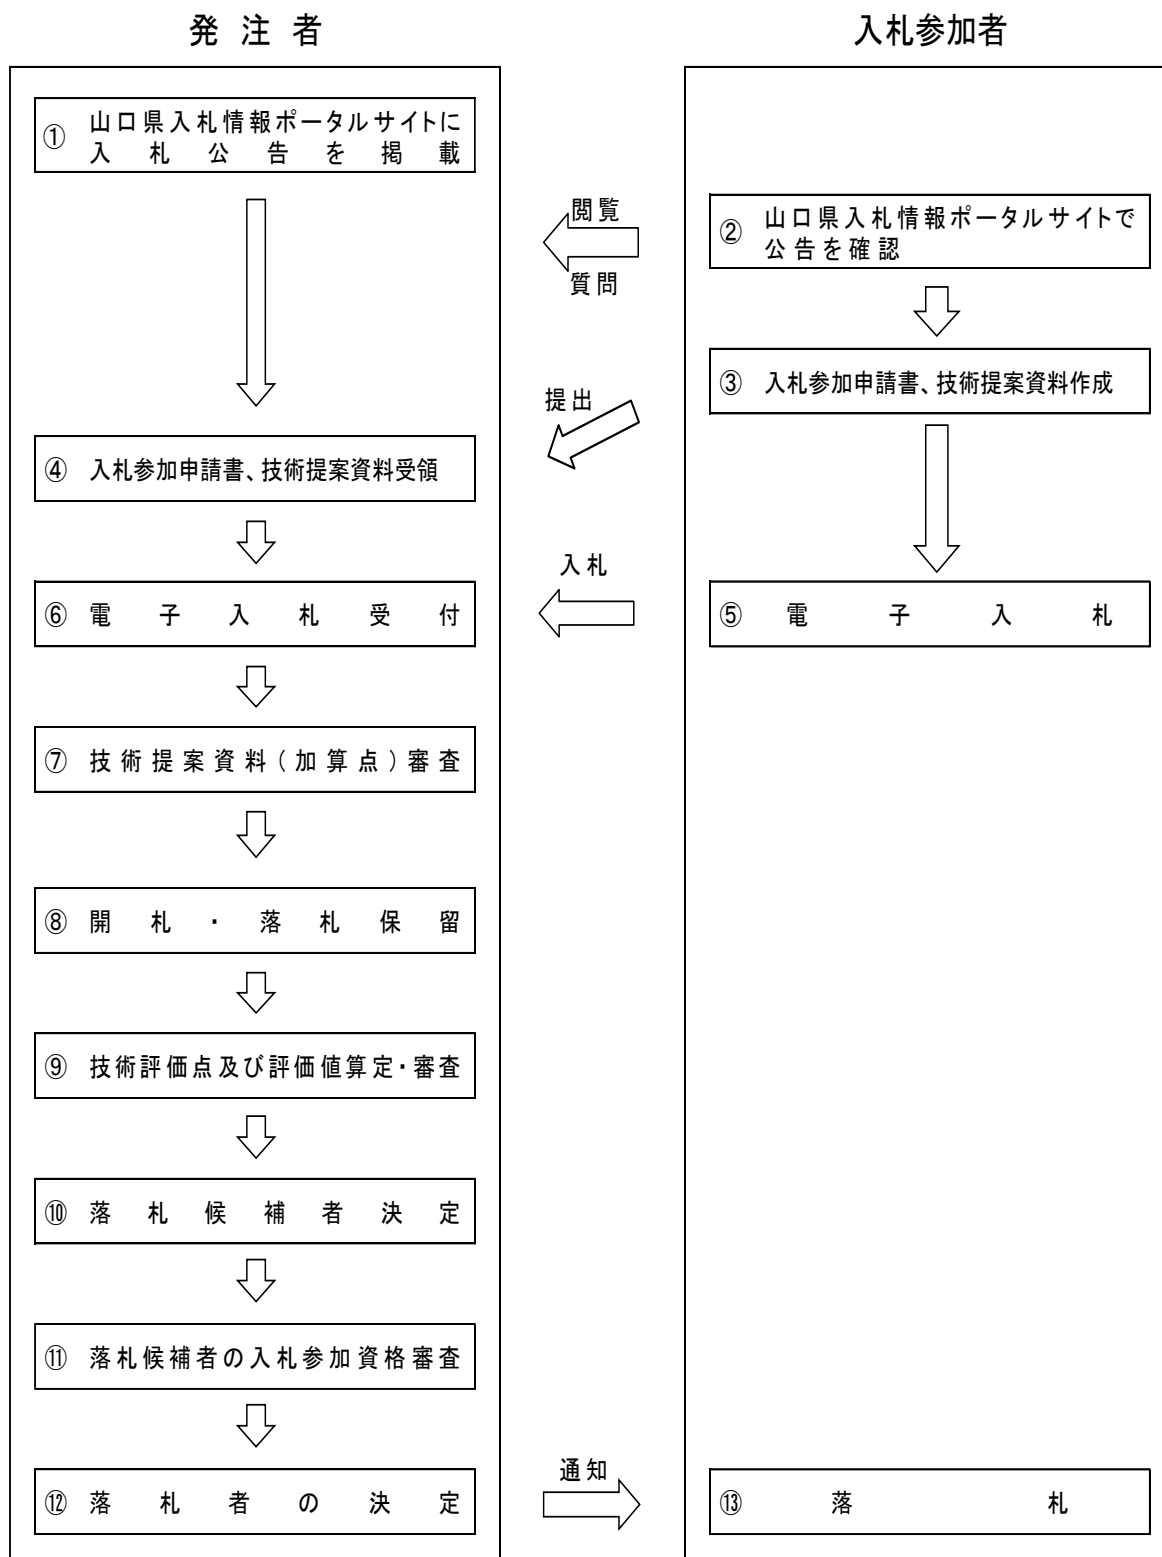 発注者
入札参加者
① 山口県入札情報ポータルサイトに
入札公告を掲載
閲覧
質問
② 山口県入札情報ポータルサイトで
公告を確認
③ 入札参加申請書、技術提案資料作成
提出
④ 入札参加申請書、技術提案資料受領
入札
⑥ 電子入札受付
⑤ 電子入札
⑦ 技術提案資料(加算点)審査
⑧ 開札・落札保留
⑨ 技術評価点及び評価値算定・審査
⑩ 落札候補者決定
⑪ 落札候補者の入札参加資格審査
通知
⑫ 落札者の決定
⑬ 落札